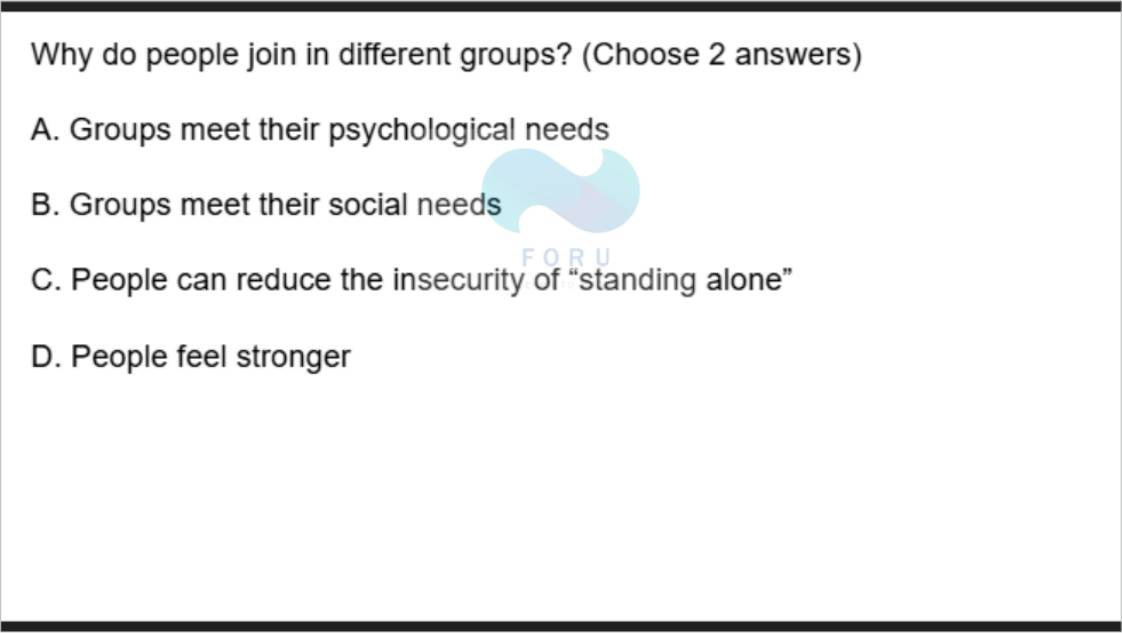 Why do people join in different groups? (Choose 2 answers)
A. Groups meet their psychological needs
B. Groups meet their social needs
FORU
C. People can reduce the insecurity of “standing alone”
D. People feel stronger